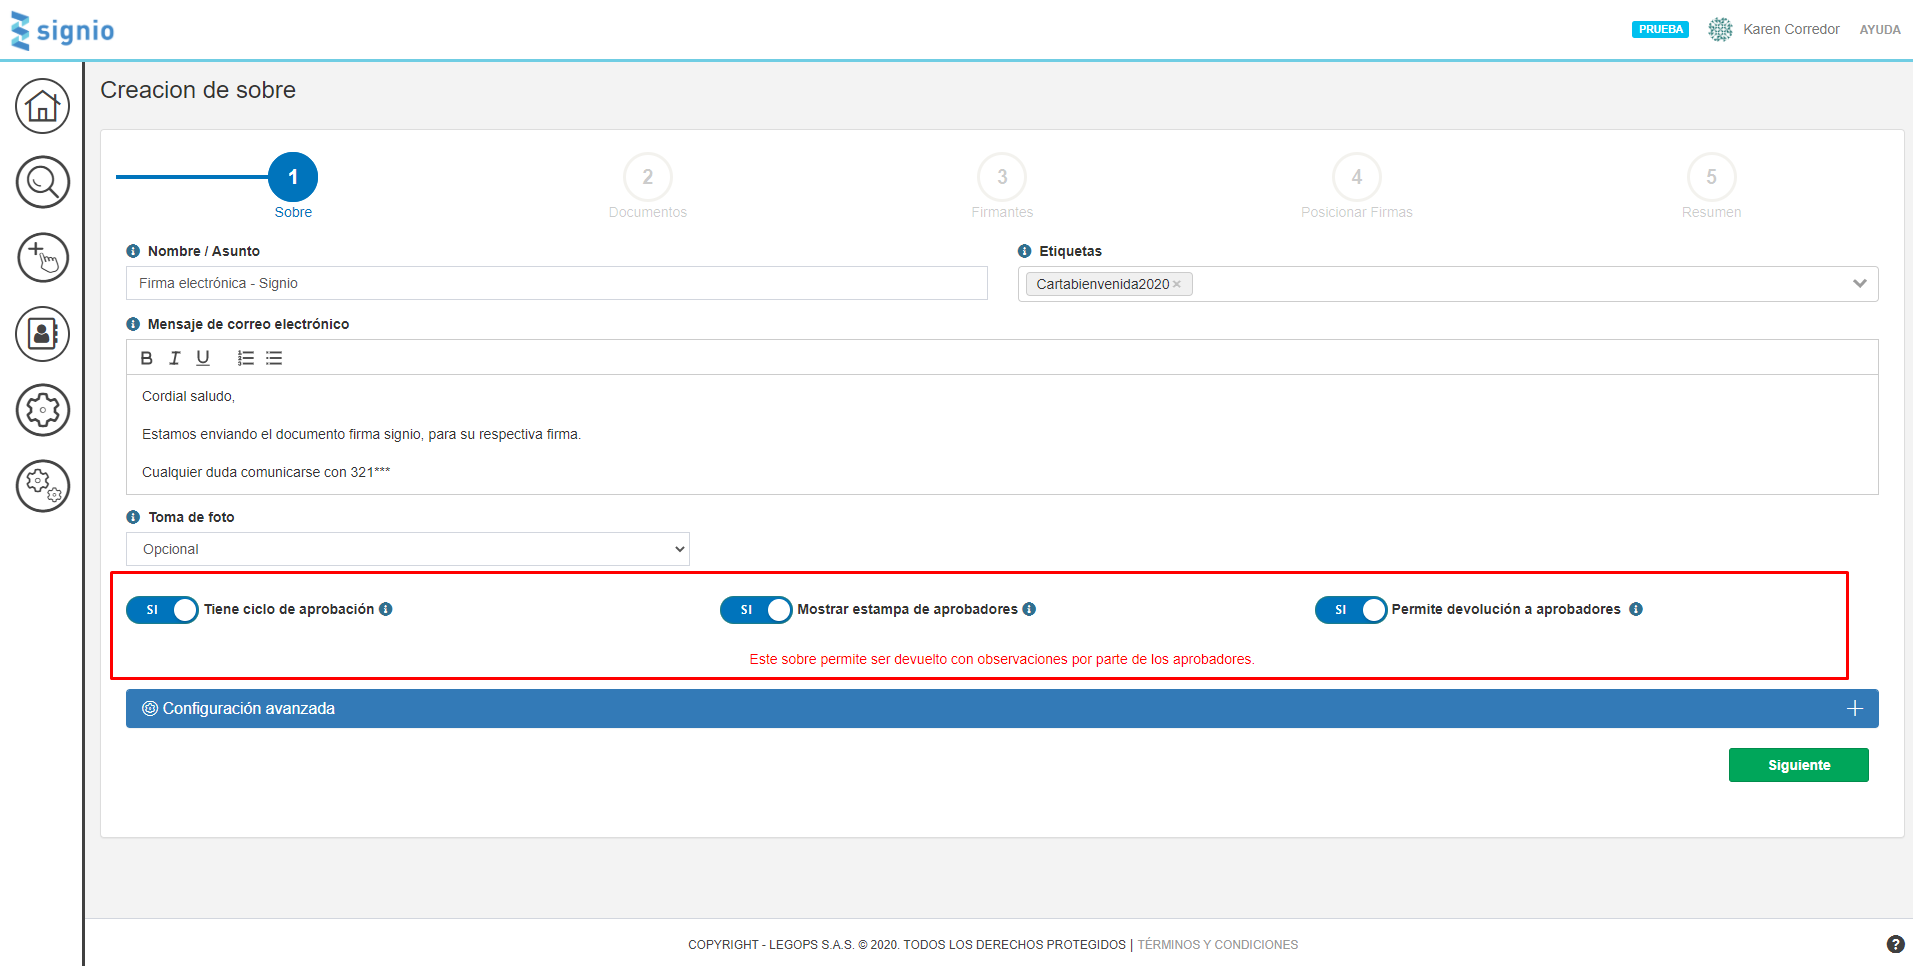 signio
PRUEBA
Karen Corredor
AYUDA
Creacion de sobre
1
2
3
4
5
Sobre
Documentos
Firmantes
Posicionar Firmas
Resumen
Nombre / Asunto
Etiquetas
Firma electrónica - Signio
Cartabienvenida2020 ×
Mensaje de correo electrónico
B I U
Cordial saludo,
Estamos enviando el documento firma signio, para su respectiva firma.
Cualquier duda comunicarse con 321***
Toma de foto
Opcional
SI Tiene ciclo de aprobación
SI Mostrar estampa de aprobadores
SI Permite devolución a aprobadores
Este sobre permite ser devuelto con observaciones por parte de los aprobadores.
Configuración avanzada
Siguiente
COPYRIGHT - LEGOPS S.A.S. © 2020. TODOS LOS DERECHOS PROTEGIDOS | TÉRMINOS Y CONDICIONES